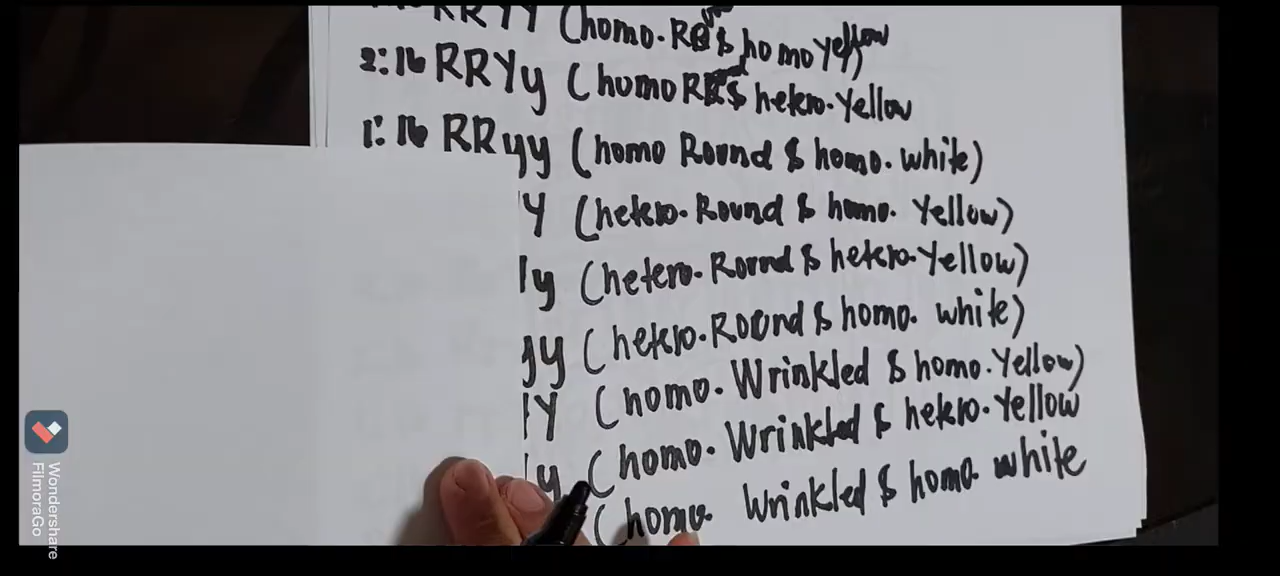 RRYY (homo. & homo yellow
2:16 RRYy (homo & hetero. Yellow
1:16 RRyy (homo Round & homo. white)
Y (hetero. Round & homo. Yellow)
y (hetero. Round & hetero. Yellow)
yy (hetero. Round & homo. white)
Y (homo. Wrinkled & homo. Yellow)
y (homo. Wrinkled & hetero. Yellow
(homo. Wrinkled & homo. white
Wondershare
FilmoraGo